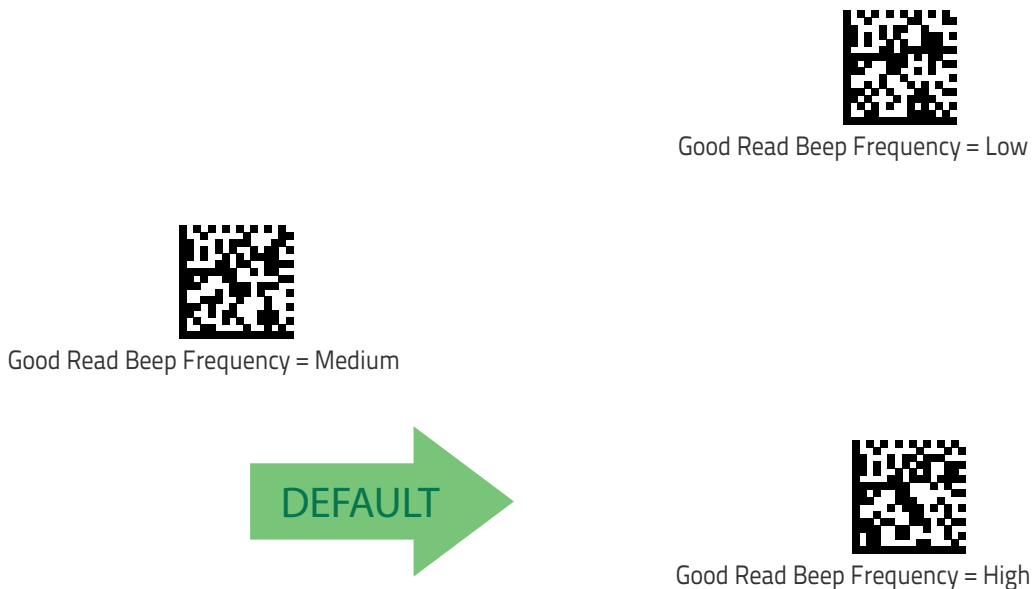 Good Read Beep Frequency = Low
Good Read Beep Frequency = Medium
DEFAULT
Good Read Beep Frequency = High